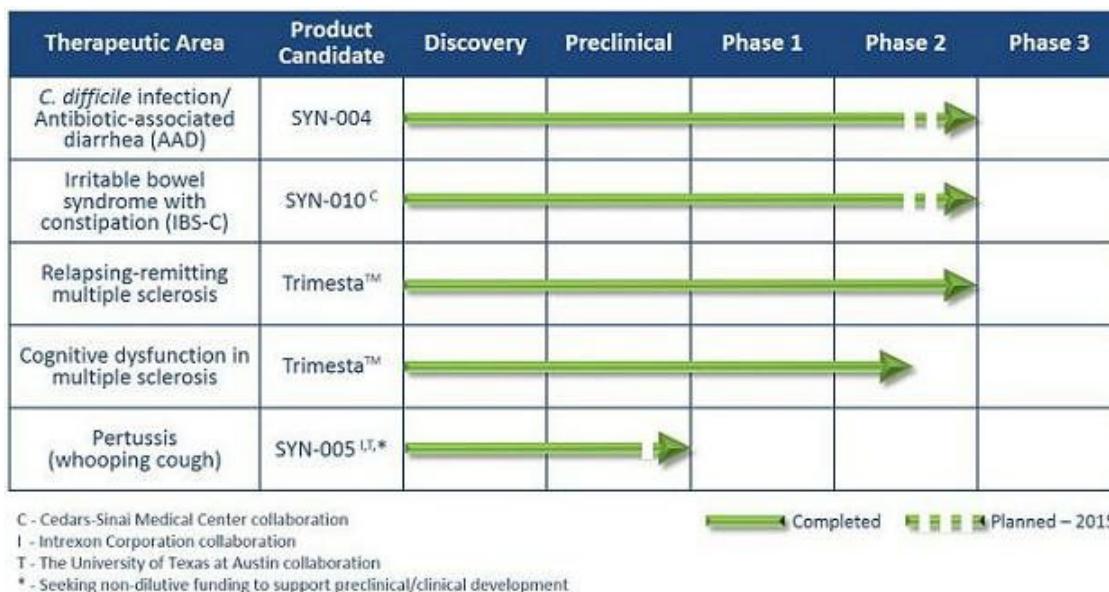 Therapeutic Area
Product
Candidate
Discovery
Preclinical
Phase 1
Phase 2
Phase 3
C. difficile infection/
Antibiotic-associated
diarrhea (AAD)
SYN-004
Irritable bowel
syndrome with
constipation (IBS-C)
SYN-010 C
Relapsing-remitting
multiple sclerosis
Trimesta™
Cognitive dysfunction in
multiple sclerosis
Trimesta™
Pertussis
(whooping cough)
SYN-005 I,T,*
C - Cedars-Sinai Medical Center collaboration
I - Intrexon Corporation collaboration
T - The University of Texas at Austin collaboration
* - Seeking non-dilutive funding to support preclinical/clinical development
Completed
Planned – 2015